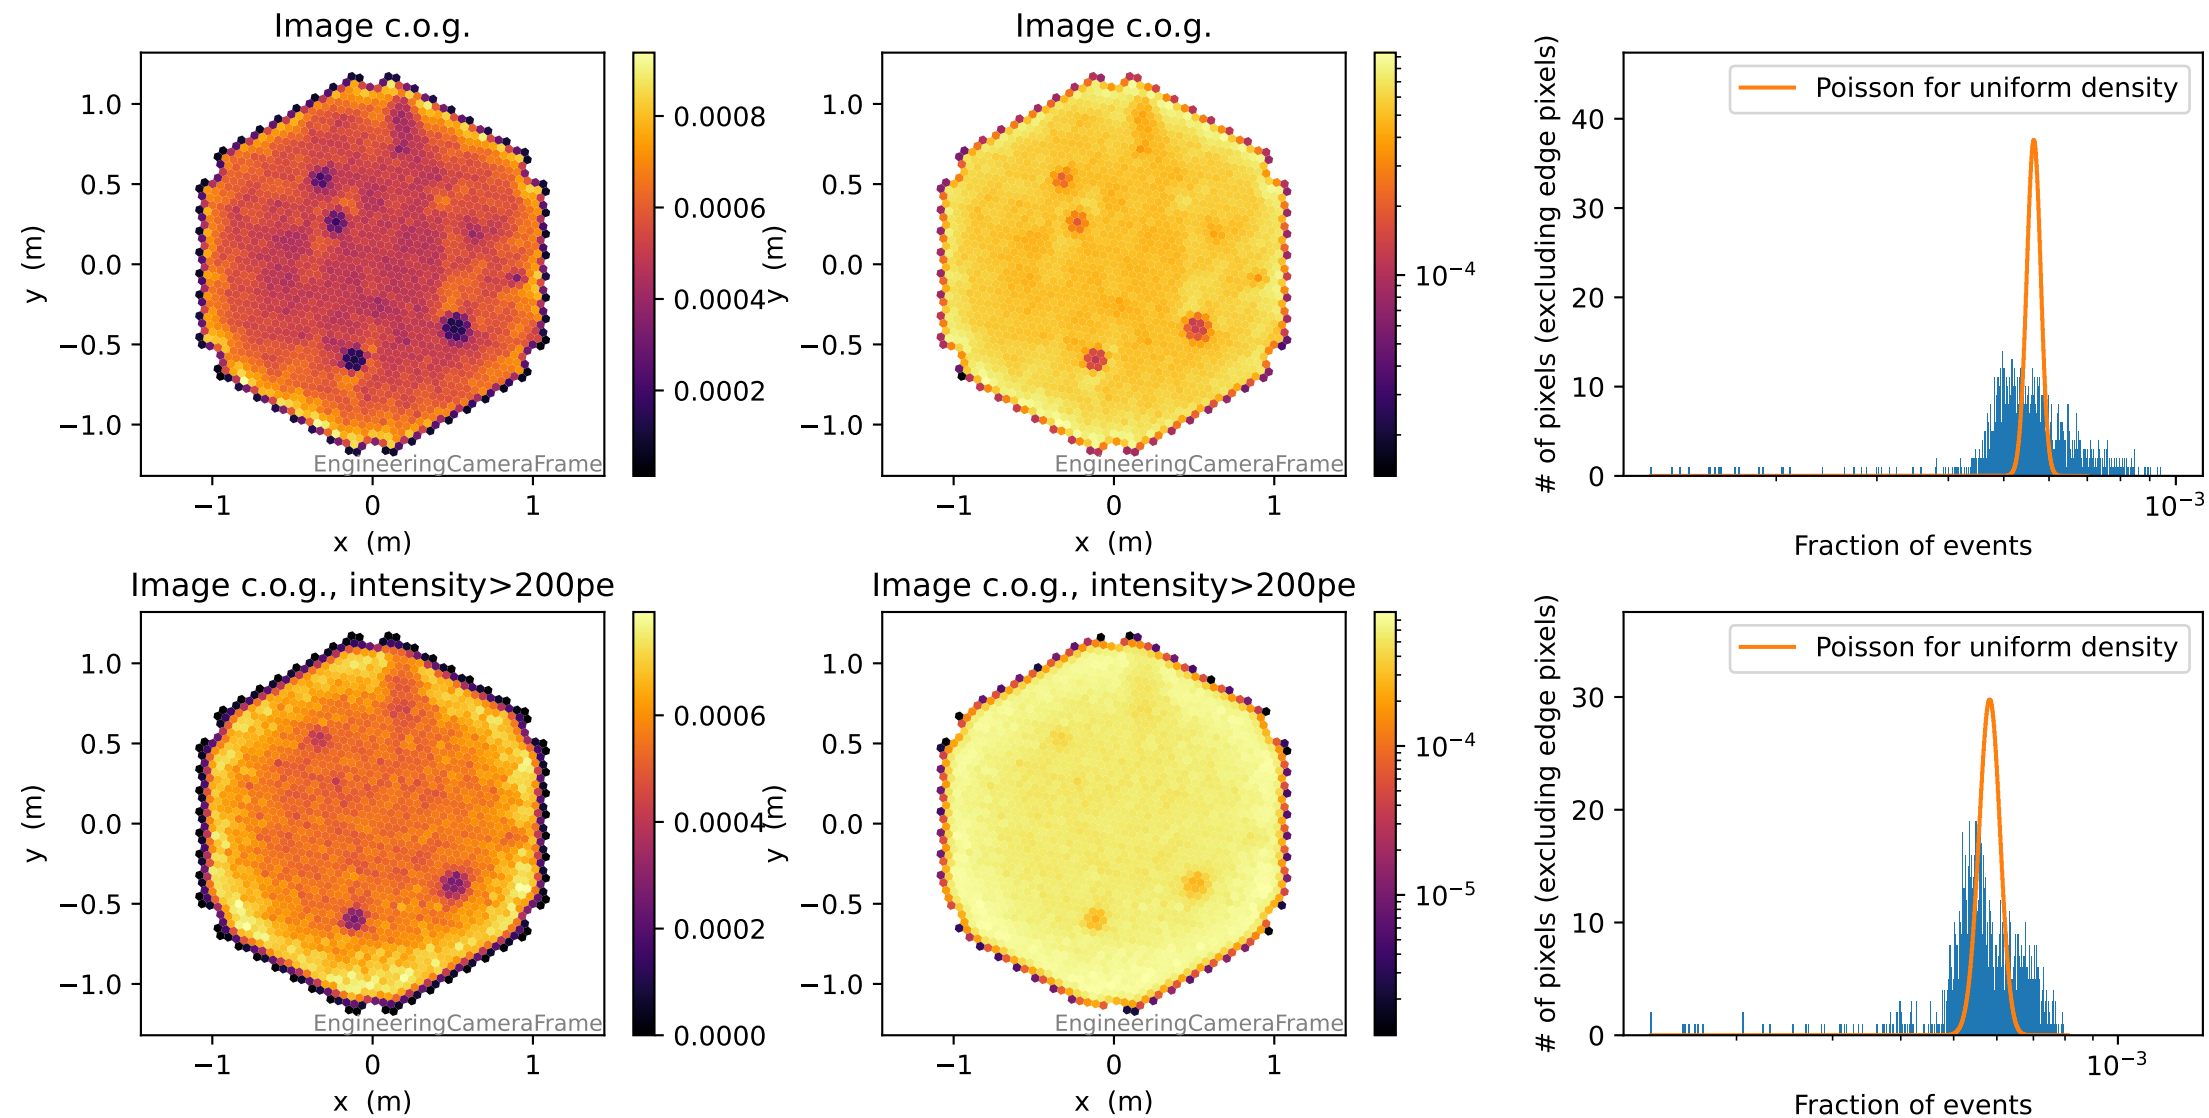 Image c.o.g.
1.0
0.5
0.0
−0.5
−1.0
y (m)
−1
0
1
x (m)
EngineeringCameraFrame
0.0008
0.0006
0.0004
0.0002
Image c.o.g.
1.0
0.5
0.0
−0.5
−1.0
y (m)
−1
0
1
x (m)
EngineeringCameraFrame
10⁻⁴
Poisson for uniform density
# of pixels (excluding edge pixels)
40
30
20
10
0
10⁻³
Fraction of events
Image c.o.g., intensity>200pe
1.0
0.5
0.0
−0.5
−1.0
y (m)
−1
0
1
x (m)
EngineeringCameraFrame
0.0006
0.0004
0.0002
0.0000
Image c.o.g., intensity>200pe
1.0
0.5
0.0
−0.5
−1.0
y (m)
−1
0
1
x (m)
EngineeringCameraFrame
10⁻⁴
10⁻⁵
Poisson for uniform density
# of pixels (excluding edge pixels)
30
20
10
0
10⁻³
Fraction of events